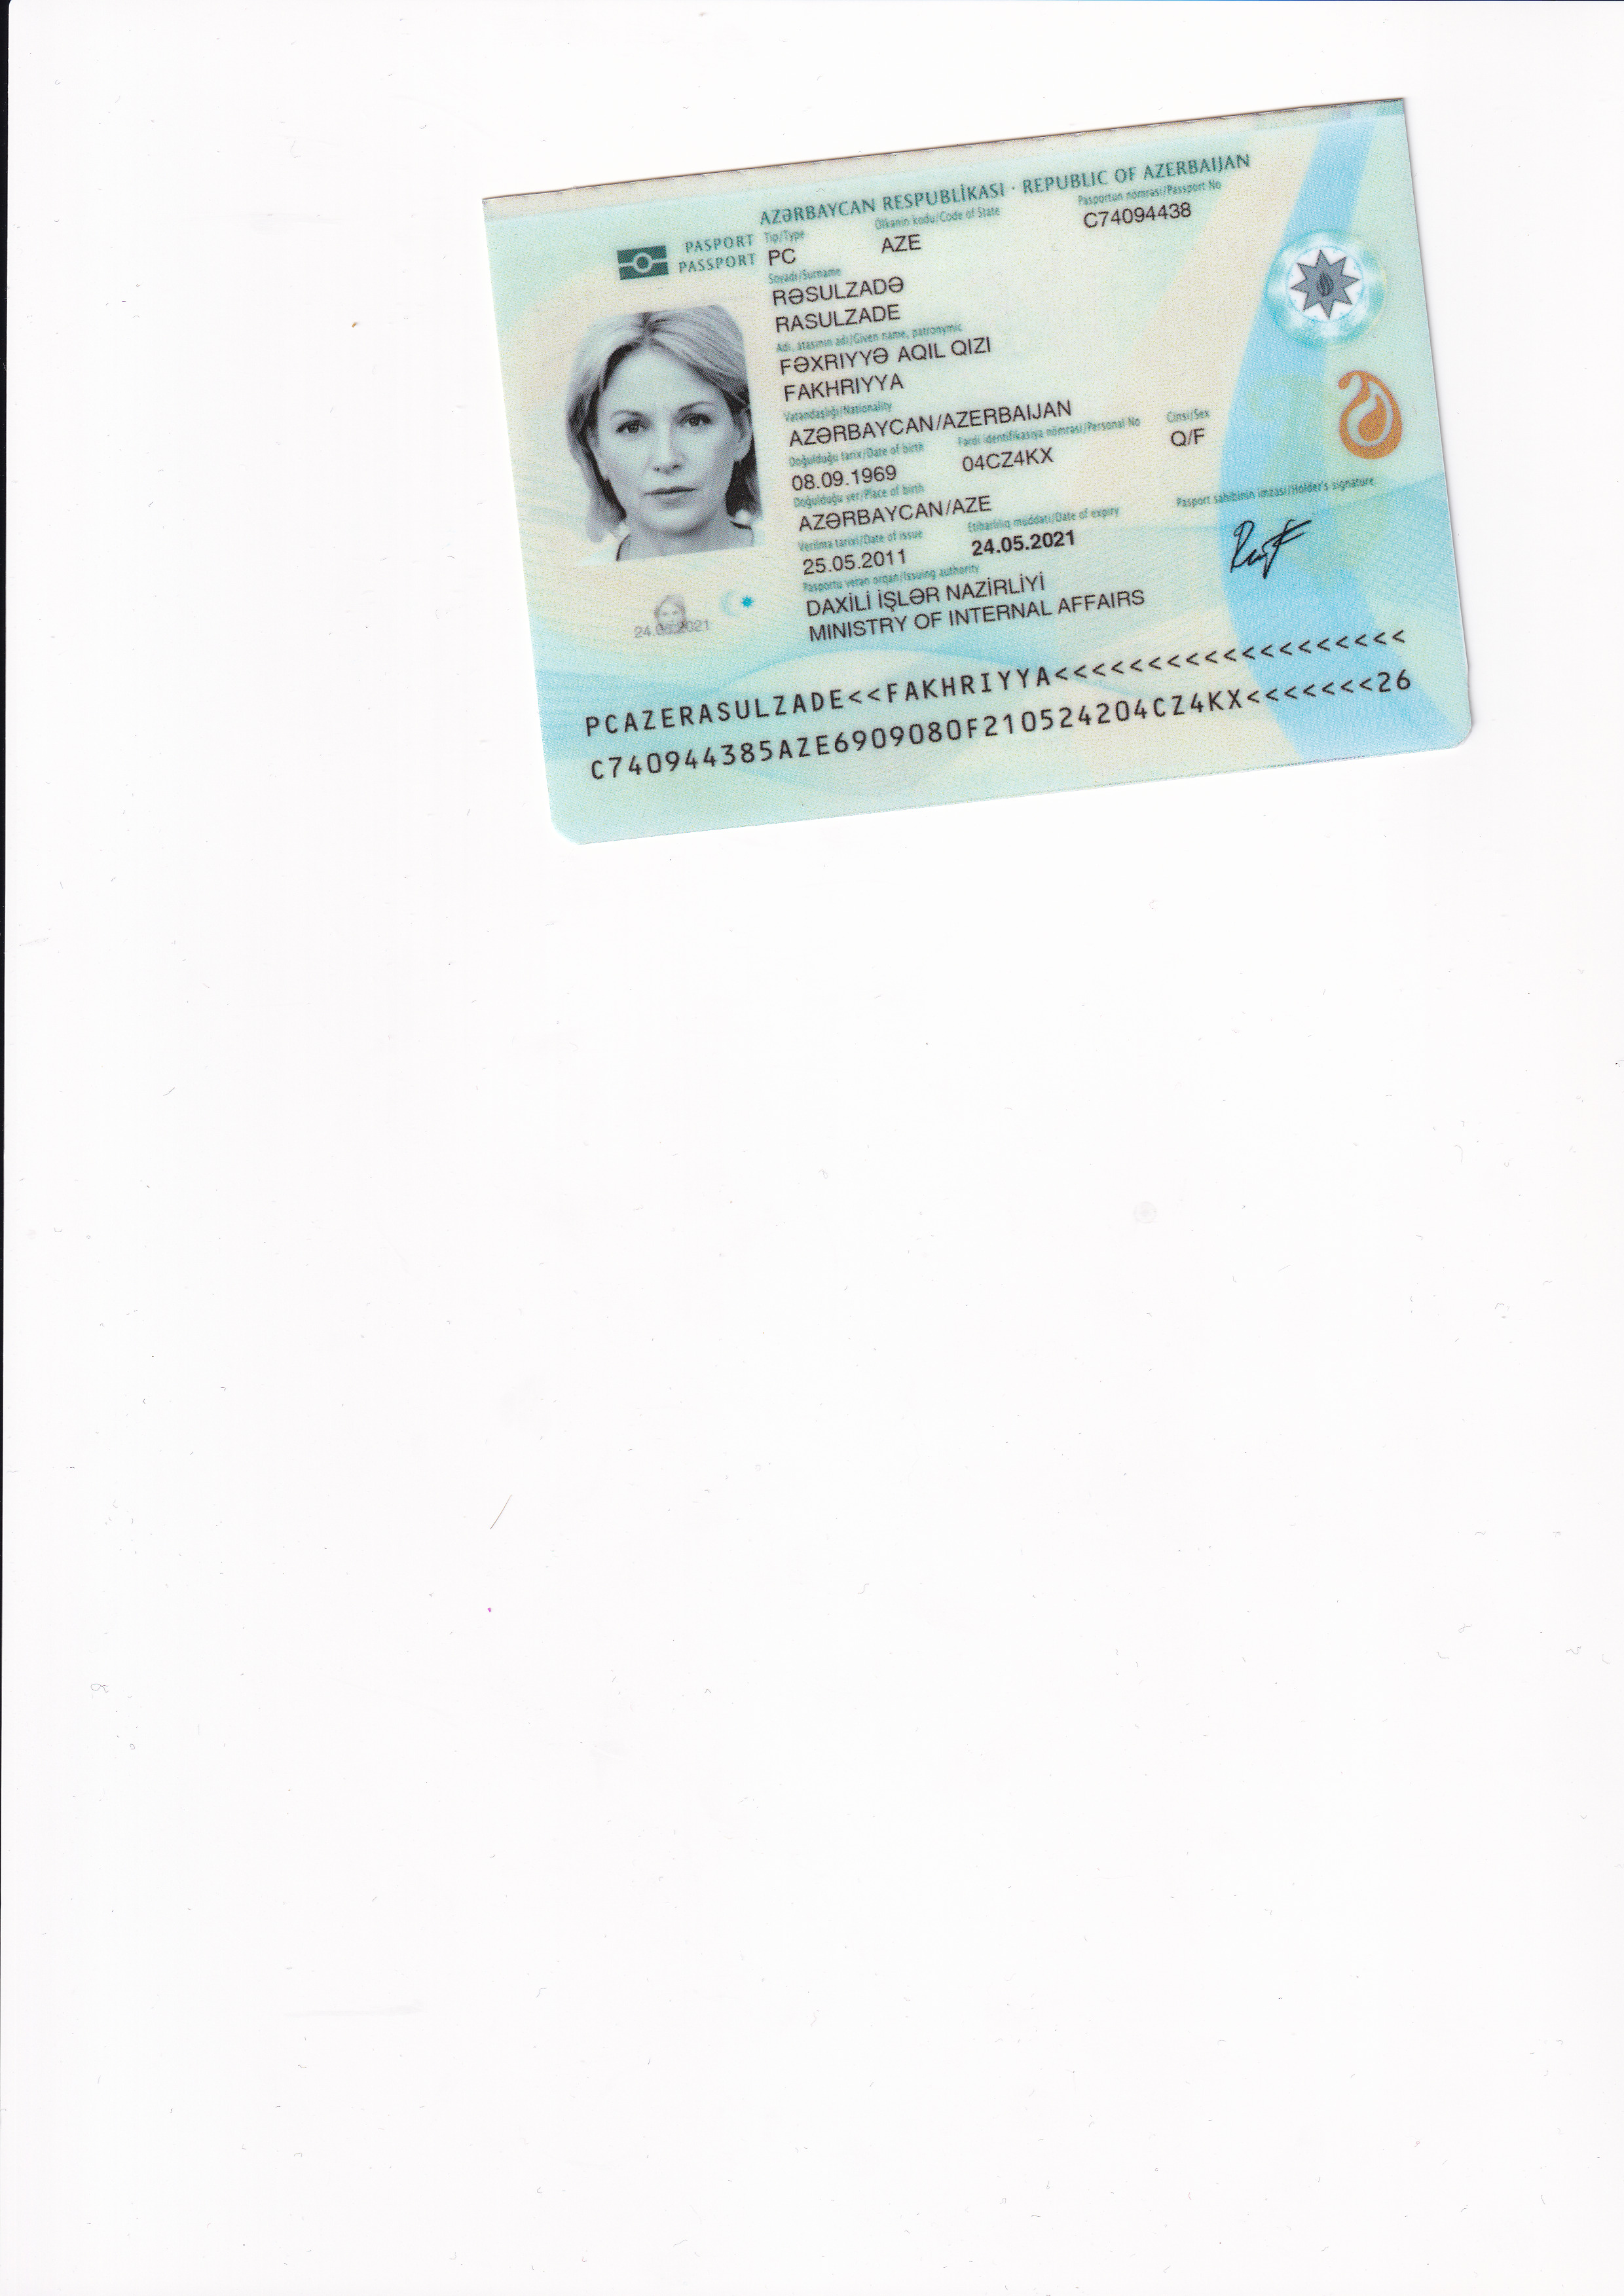 AZƏRBAYCAN RESPUBLİKASI · REPUBLIC OF AZERBAIJAN
PASPORT
PASSPORT
Tip/Type
PC
Ölkənin kodu/Code of State
AZE
Pasportun nömrəsi/Passport No
C74094438
Soyadı/Surname
RƏSULZADƏ
RASULZADE
Adı, atasının adı/Given name, patronymic
FƏXRIYYƏ AQIL QIZI
FAKHRIYYA
Vətəndaşlığı/Nationality
AZƏRBAYCAN/AZERBAIJAN
Doğulduğu tarix/Date of birth
08.09.1969
Fərdi identifikasiya nömrəsi/Personal No
04CZ4KX
Cinsi/Sex
Q/F
Doğulduğu yer/Place of birth
AZƏRBAYCAN/AZE
Verilmə tarixi/Date of issue
25.05.2011
Etibarlılıq müddəti/Date of expiry
24.05.2021
Pasport sahibinin imzası/Holder's signature
Pasportu verən orqan/Issuing authority
DAXİLİ İŞLƏR NAZİRLİYİ
MINISTRY OF INTERNAL AFFAIRS
24.05.2021
PCAZERASULZADE<<FAKHRIYYA<<<<<<<<<<<<<<<<<<<
C740944385AZE6909080F210524204CZ4KX<<<<<<<26